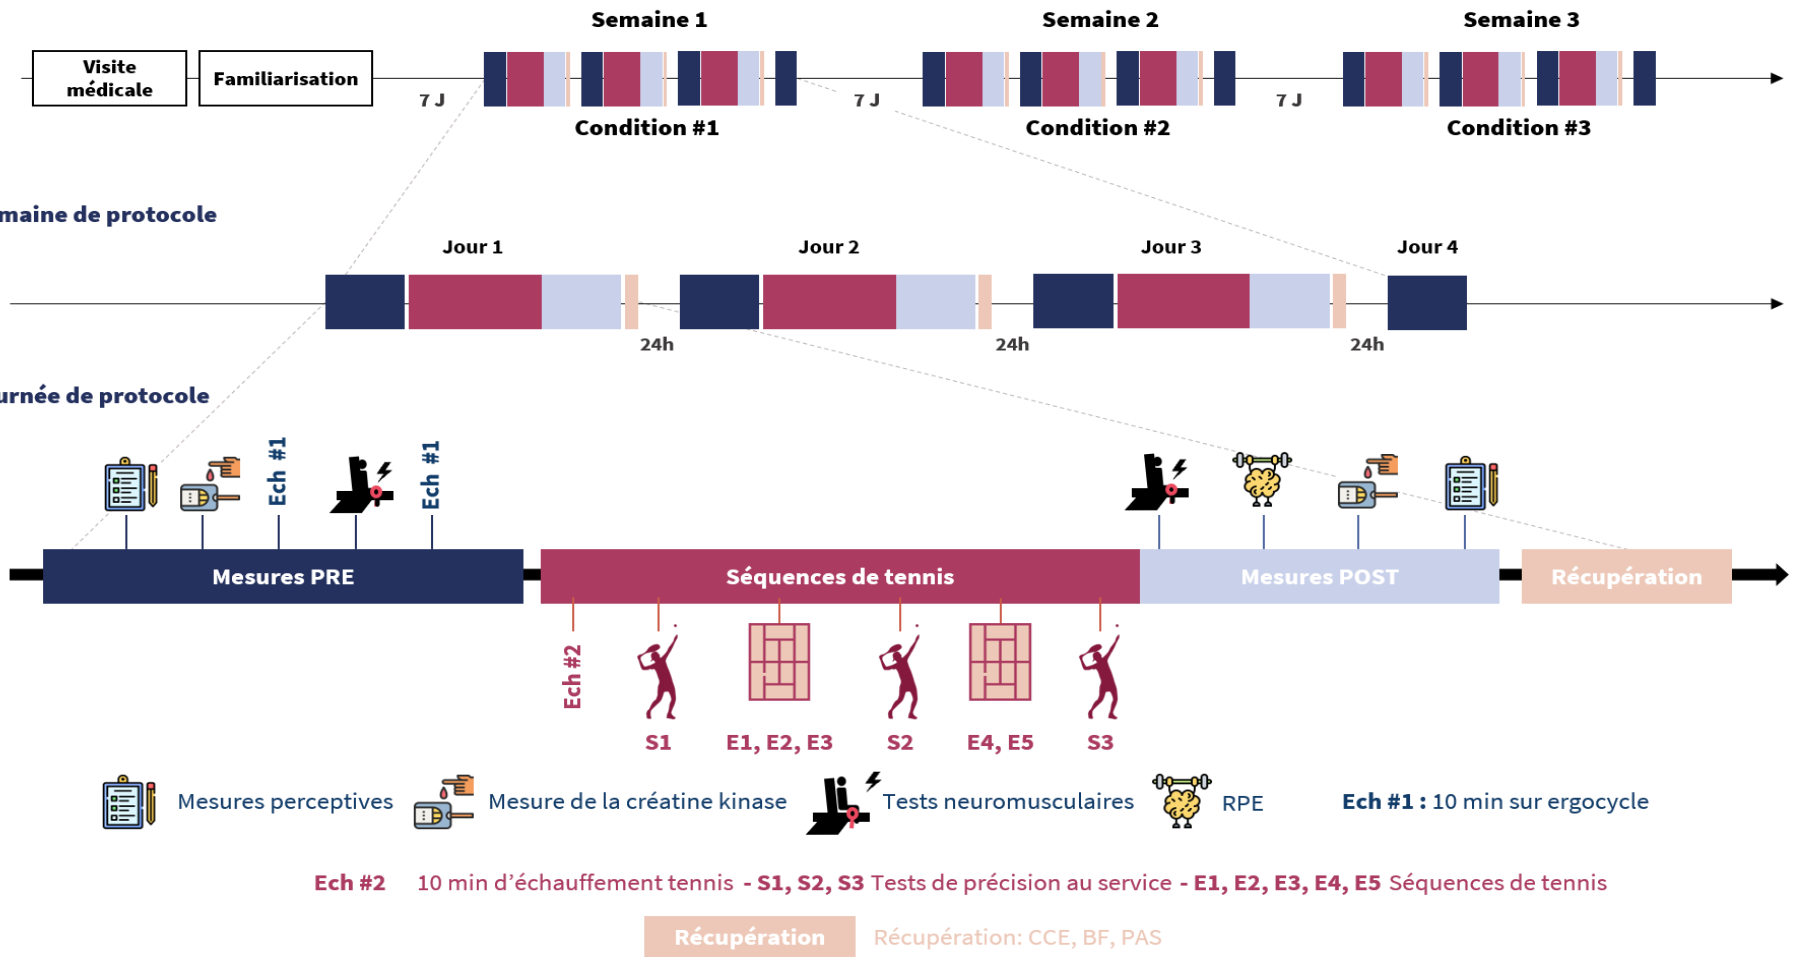 Semaine 1
Semaine 2
Semaine 3
Visite
médicale
Familiarisation
7 J
7 J
7 J
Condition #1
Condition #2
Condition #3
maine de protocole
Jour 1
Jour 2
Jour 3
Jour 4
24h
24h
24h
urnée de protocole
Ech #1
Ech #1
Mesures PRE
Séquences de tennis
Mesures POST
Récupération
Ech #2
S1
E1, E2, E3
S2
E4, E5
S3
Mesures perceptives
Mesure de la créatine kinase
Tests neuromusculaires
RPE
Ech #1 : 10 min sur ergocycle
Ech #2 10 min d’échauffement tennis - S1, S2, S3 Tests de précision au service - E1, E2, E3, E4, E5 Séquences de tennis
Récupération
Récupération: CCE, BF, PAS